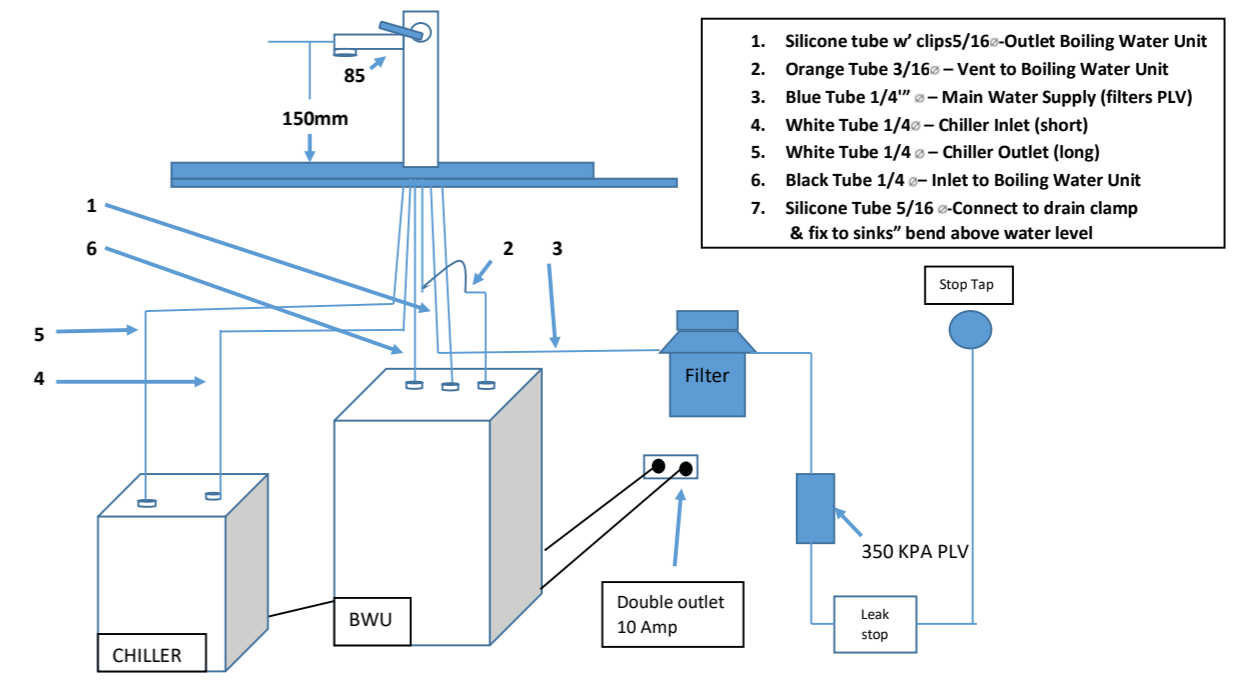 85
150mm
1. Silicone tube w’ clips5/16⌀-Outlet Boiling Water Unit
2. Orange Tube 3/16⌀ – Vent to Boiling Water Unit
3. Blue Tube 1/4'” ⌀ – Main Water Supply (filters PLV)
4. White Tube 1/4⌀ – Chiller Inlet (short)
5. White Tube 1/4 ⌀ – Chiller Outlet (long)
6. Black Tube 1/4 ⌀– Inlet to Boiling Water Unit
7. Silicone Tube 5/16 ⌀-Connect to drain clamp
& fix to sinks” bend above water level
1
6
2
3
5
4
Stop Tap
Filter
350 KPA PLV
Double outlet
10 Amp
Leak
stop
BWU
CHILLER